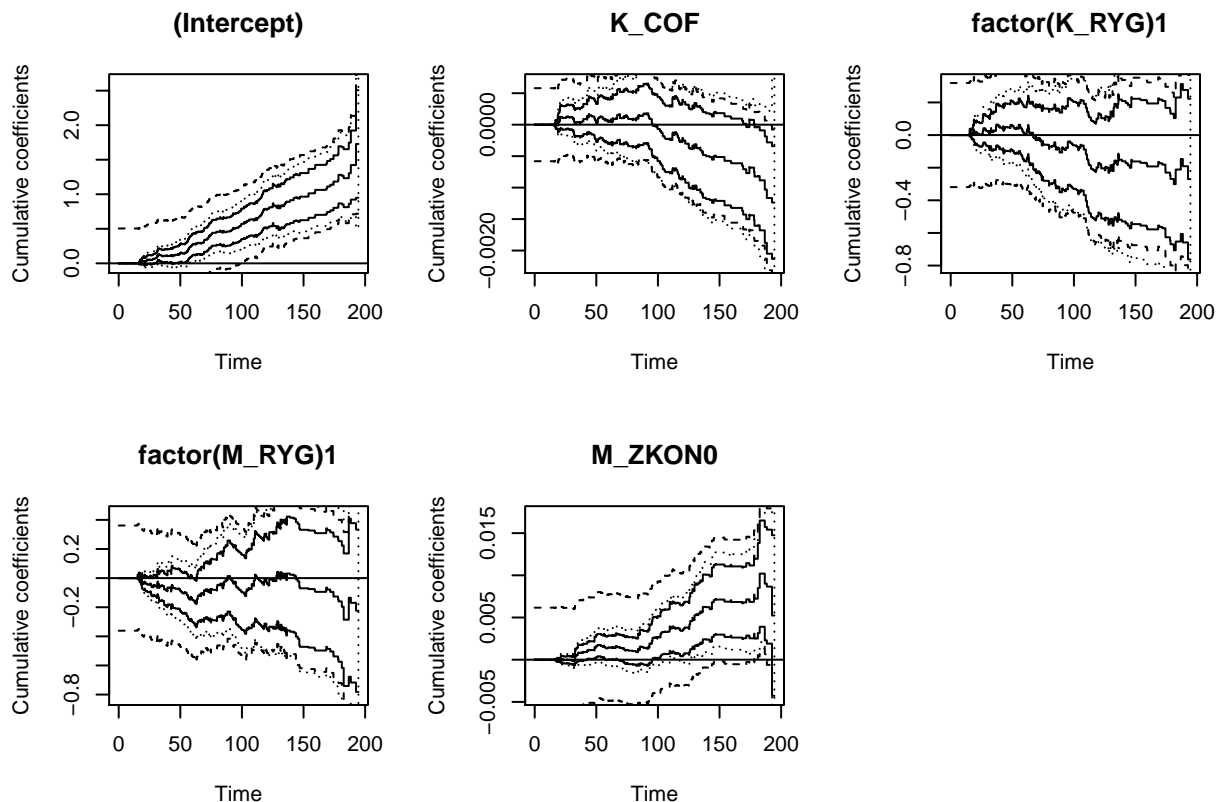 (Intercept)
Cumulative coefficients
0.0
1.0
2.0
0
50
100
150
200
Time
K_COF
Cumulative coefficients
−0.0020
0.0000
0
50
100
150
200
Time
factor(K_RYG)1
Cumulative coefficients
−0.8
−0.4
0.0
0
50
100
150
200
Time
factor(M_RYG)1
Cumulative coefficients
−0.8
−0.2
0.2
0
50
100
150
200
Time
M_ZKON0
Cumulative coefficients
−0.005
0.005
0.015
0
50
100
150
200
Time